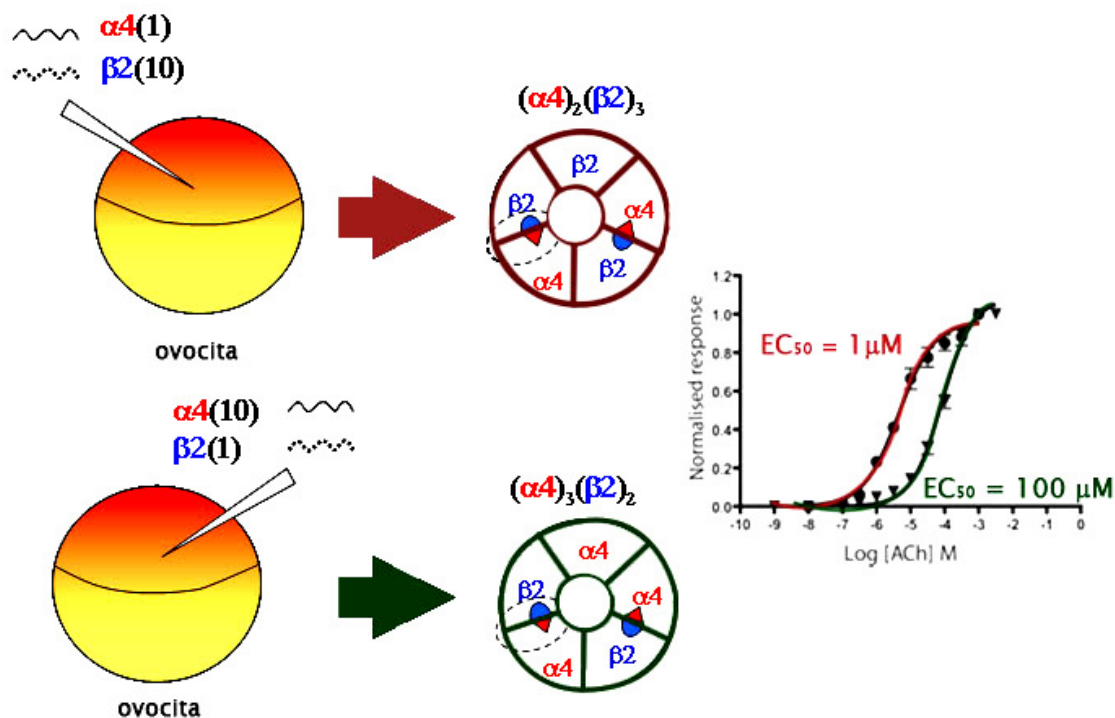 α4(1)
β2(10)
ovocita
(α4)₂(β2)₃
β2
β2
α4
α4
β2
α4(10)
β2(1)
ovocita
(α4)₃(β2)₂
α4
β2
α4
α4
β2
Normalised response
1.2
1.0
0.8
0.6
0.4
0.2
0.0
EC₅₀ = 1μM
EC₅₀ = 100 μM
-10 -9 -8 -7 -6 -5 -4 -3 -2 -1 0
Log [ACh] M